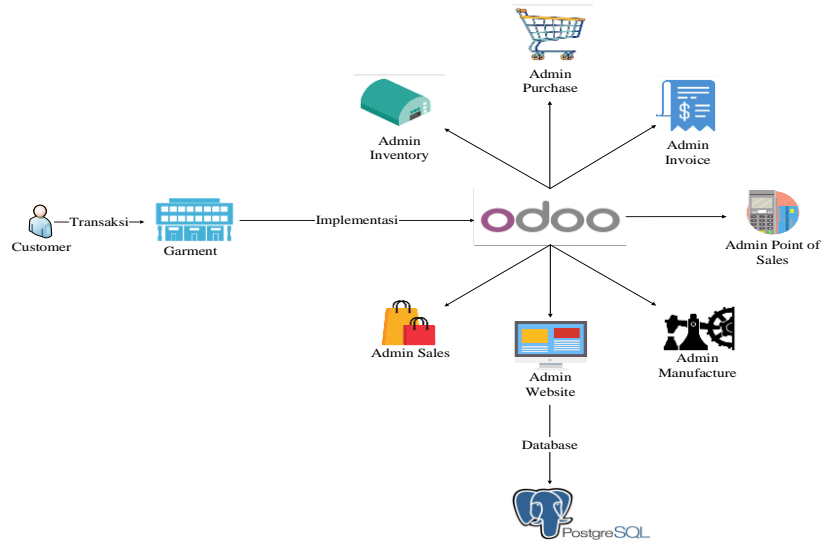 Admin
Purchase
Admin
Inventory
Admin
Invoice
Customer
Transaksi
Garment
Implementasi
odoo
Admin Point of
Sales
Admin Sales
Admin
Website
Admin
Manufacture
Database
PostgreSQL